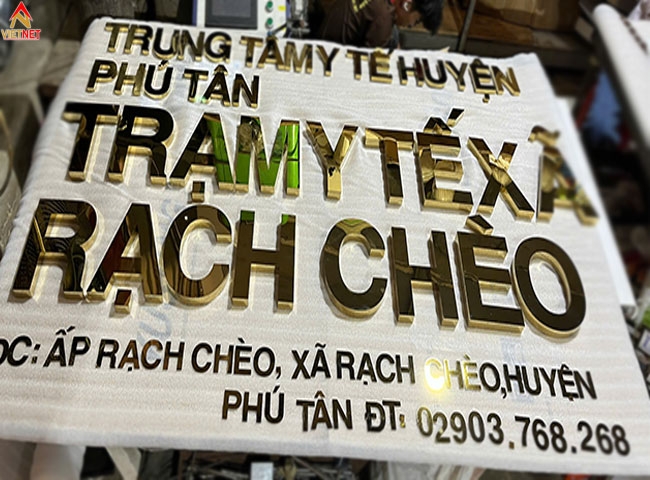 VIETNET
TRUNG TÂM Y TẾ HUYỆN
PHÚ TÂN
TRẠM Y TẾ XÃ
RẠCH CHÈO
ĐC: ẤP RẠCH CHÈO, XÃ RẠCH CHÈO, HUYỆN
PHÚ TÂN ĐT: 02903.768.268